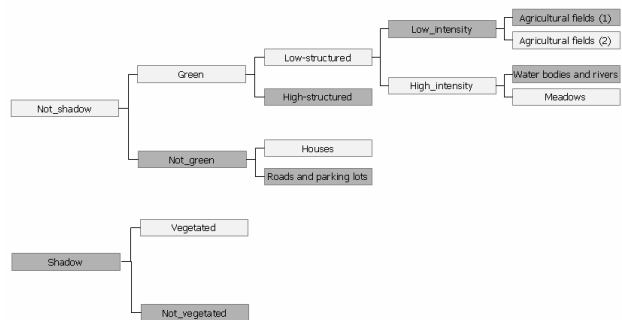 Agricultural fields (1)
Low_intensity
Agricultural fields (2)
Low-structured
Green
Water bodies and rivers
High_intensity
High-structured
Meadows
Not_shadow
Houses
Not_green
Roads and parking lots
Vegetated
Shadow
Not_vegetated